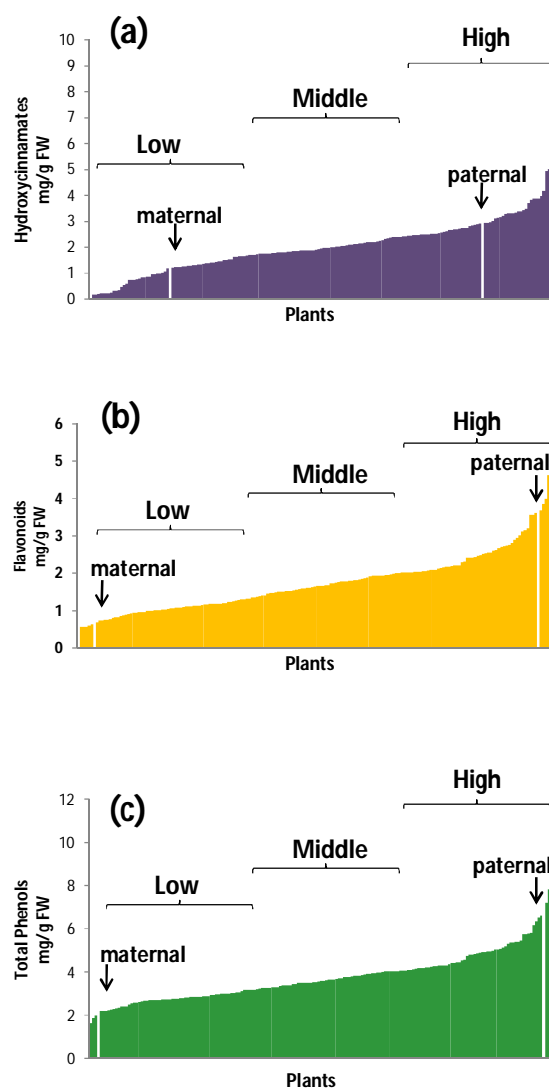 (a)
High
Middle
Low
paternal
maternal
Hydroxycinnamates
mg/g FW
10
9
8
7
6
5
4
3
2
1
0
Plants
(b)
High
paternal
Middle
Low
maternal
Flavonoids
mg/g FW
6
5
4
3
2
1
0
Plants
(c)
High
Middle
paternal
Low
maternal
Total Phenols
mg/g FW
12
10
8
6
4
2
0
Plants